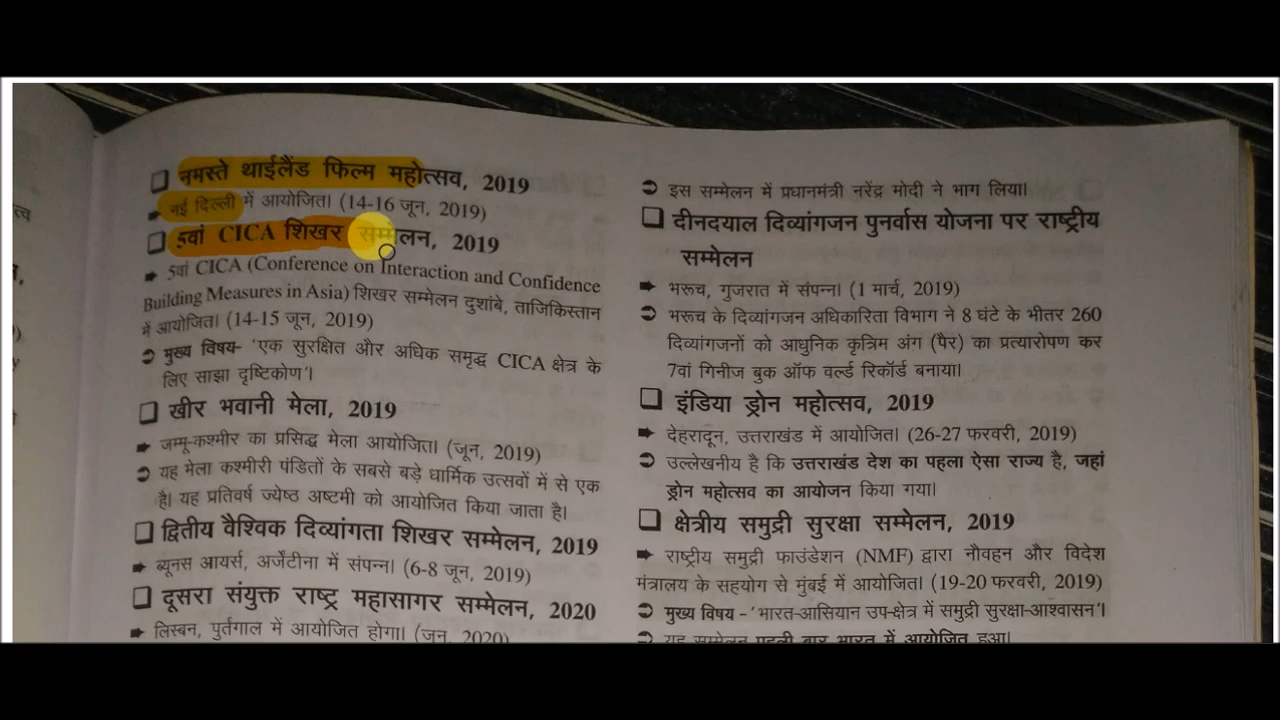 नमस्ते थाईलैंड फिल्म महोत्सव, 2019
नई दिल्ली में आयोजित। (14-16 जून, 2019)
5वां CICA शिखर सम्मेलन, 2019
5वां CICA (Conference on Interaction and Confidence
Building Measures in Asia) शिखर सम्मेलन दुशांबे, ताजिकिस्तान
में आयोजित। (14-15 जून, 2019)
मुख्य विषय- 'एक सुरक्षित और अधिक समृद्ध CICA क्षेत्र के
लिए साझा दृष्टिकोण'।
खीर भवानी मेला, 2019
जम्मू-कश्मीर का प्रसिद्ध मेला आयोजित। (जून, 2019)
यह मेला कश्मीरी पंडितों के सबसे बड़े धार्मिक उत्सवों में से एक
है। यह प्रतिवर्ष ज्येष्ठ अष्टमी को आयोजित किया जाता है।
द्वितीय वैश्विक दिव्यांगता शिखर सम्मेलन, 2019
ब्यूनस आयर्स, अर्जेंटीना में संपन्न। (6-8 जून, 2019)
दूसरा संयुक्त राष्ट्र महासागर सम्मेलन, 2020
लिस्बन, पुर्तगाल में आयोजित होगा। (जून, 2020)
इस सम्मेलन में प्रधानमंत्री नरेंद्र मोदी ने भाग लिया।
दीनदयाल दिव्यांगजन पुनर्वास योजना पर राष्ट्रीय
सम्मेलन
भरूच, गुजरात में संपन्न। (1 मार्च, 2019)
भरूच के दिव्यांगजन अधिकारिता विभाग ने 8 घंटे के भीतर 260
दिव्यांगजनों को आधुनिक कृत्रिम अंग (पैर) का प्रत्यारोपण कर
7वां गिनीज बुक ऑफ वर्ल्ड रिकॉर्ड बनाया।
इंडिया ड्रोन महोत्सव, 2019
देहरादून, उत्तराखंड में आयोजित। (26-27 फरवरी, 2019)
उल्लेखनीय है कि उत्तराखंड देश का पहला ऐसा राज्य है, जहां
ड्रोन महोत्सव का आयोजन किया गया।
क्षेत्रीय समुद्री सुरक्षा सम्मेलन, 2019
राष्ट्रीय समुद्री फाउंडेशन (NMF) द्वारा नौवहन और विदेश
मंत्रालय के सहयोग से मुंबई में आयोजित। (19-20 फरवरी, 2019)
मुख्य विषय - 'भारत-आसियान उप-क्षेत्र में समुद्री सुरक्षा-आश्वासन'।
यह सम्मेलन पहली बार भारत में आयोजित हुआ।